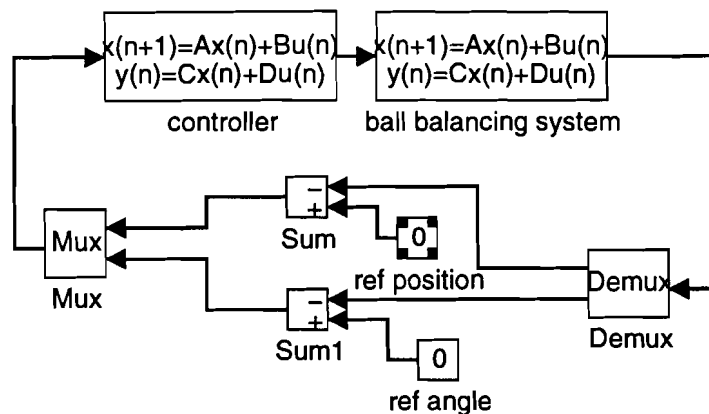 x(n+1)=Ax(n)+Bu(n)
y(n)=Cx(n)+Du(n)
controller
x(n+1)=Ax(n)+Bu(n)
y(n)=Cx(n)+Du(n)
ball balancing system
Mux
Mux
−
+
Sum
0
ref position
−
+
Sum1
0
ref angle
Demux
Demux